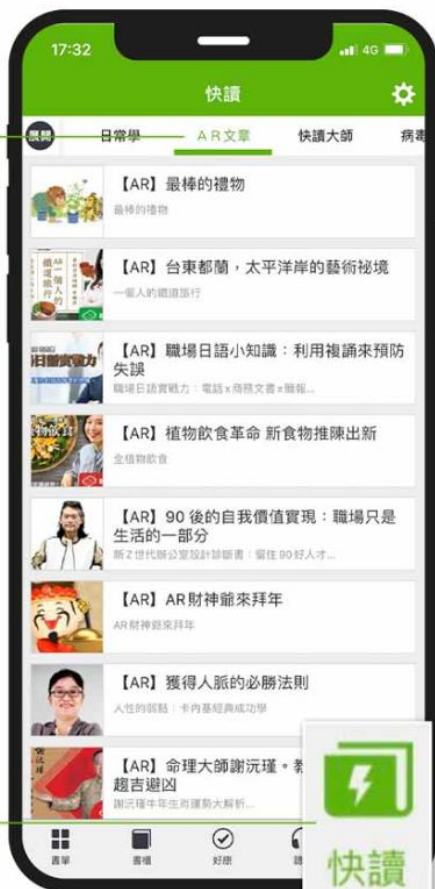 17:32
4G
快讀
展開 日常學 AR文章 快讀大師 病毒
【AR】最棒的禮物
最棒的禮物
【AR】台東都蘭，太平洋岸的藝術祕境
一個人的鐵道旅行
【AR】職場日語小知識：利用複誦來預防
失誤
職場日語實戰力：電話x商務文書x簡報...
【AR】植物飲食革命 新食物推陳出新
全植物飲食
【AR】90 後的自我價值實現：職場只是
生活的一部分
新Z世代辦公室設計診斷書：留住90好人才...
【AR】AR財神爺來拜年
AR財神爺來拜年
【AR】獲得人脈的必勝法則
人性的弱點：卡內基經典成功學
【AR】命理大師謝沅瑾。教
趨吉避凶
謝沅瑾牛年生肖運勢大解析...
書單 書櫃 好康
快讀